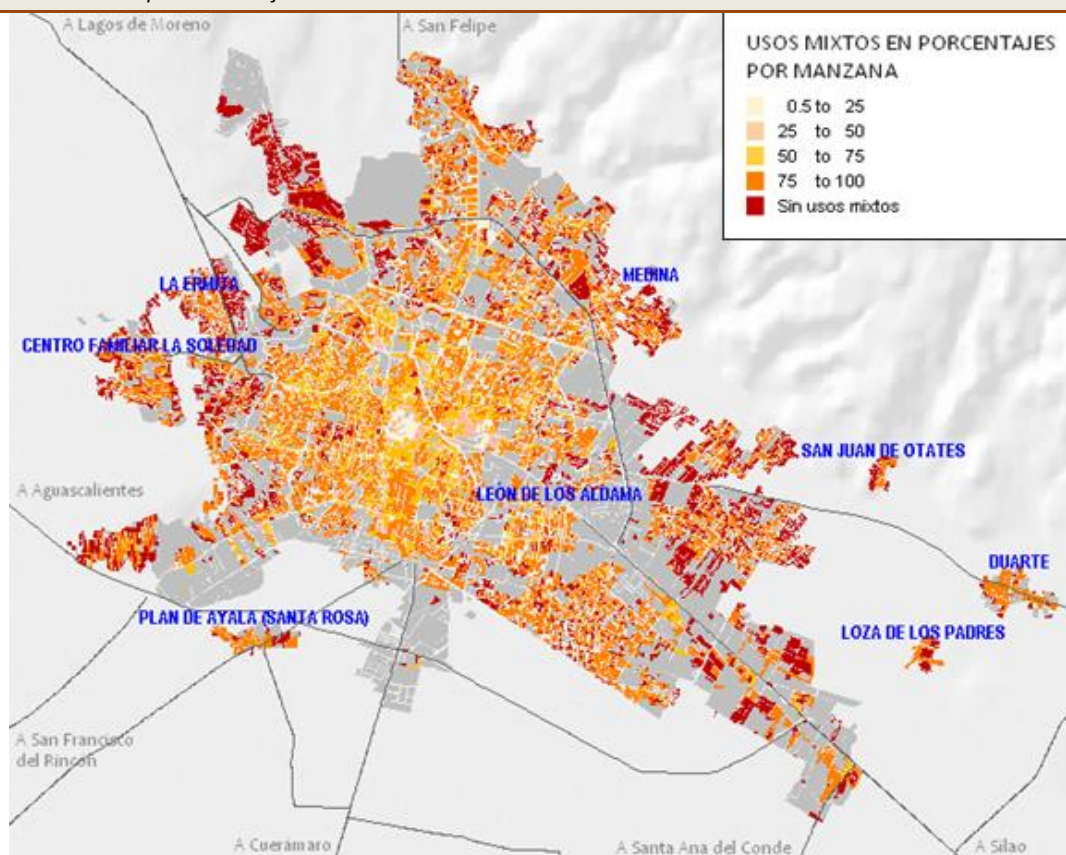 A Lagos de Moreno
A San Felipe
USOS MIXTOS EN PORCENTAJES
POR MANZANA
0.5 to 25
25 to 50
50 to 75
75 to 100
Sin usos mixtos
MEDINA
LA ERMITA
CENTRO FAMILIAR LA SOLEDAD
SAN JUAN DE OTATES
A Aguascalientes
LEÓN DE LOS ALDAMA
DUARTE
PLAN DE AYALA (SANTA ROSA)
LOZA DE LOS PADRES
A San Francisco
del Rincón
A Cuerámaro
A Santa Ana del Conde
A Silao